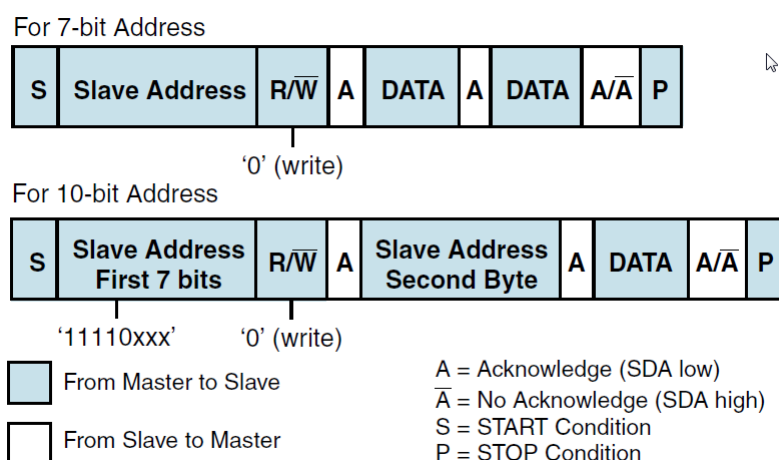 For 7-bit Address
S Slave Address R/W̅ A DATA A DATA A/A̅ P
‘0’ (write)
For 10-bit Address
S Slave Address First 7 bits R/W̅ A Slave Address Second Byte A DATA A/A̅ P
‘11110xxx’ ‘0’ (write)
From Master to Slave
From Slave to Master
A = Acknowledge (SDA low)
A̅ = No Acknowledge (SDA high)
S = START Condition
P = STOP Condition